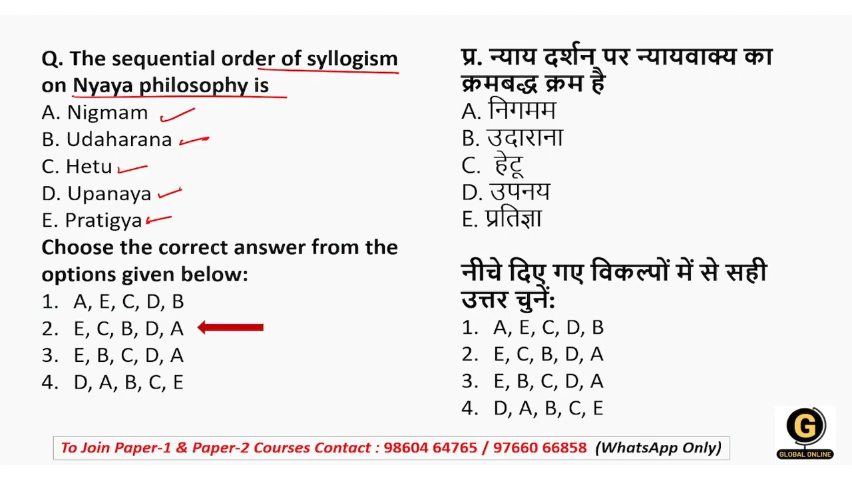 Q. The sequential order of syllogism
on Nyaya philosophy is
A. Nigmam
B. Udaharana
C. Hetu
D. Upanaya
E. Pratigya
Choose the correct answer from the
options given below:
1. A, E, C, D, B
2. E, C, B, D, A
3. E, B, C, D, A
4. D, A, B, C, E
प्र. न्याय दर्शन पर न्यायवाक्य का
क्रमबद्ध क्रम है
A. निगमम
B. उदाराना
C. हेटू
D. उपनय
E. प्रतिज्ञा
नीचे दिए गए विकल्पों में से सही
उत्तर चुनें:
1. A, E, C, D, B
2. E, C, B, D, A
3. E, B, C, D, A
4. D, A, B, C, E
To Join Paper-1 & Paper-2 Courses Contact : 98604 64765 / 97660 66858 (WhatsApp Only)
G
GLOBAL ONLINE